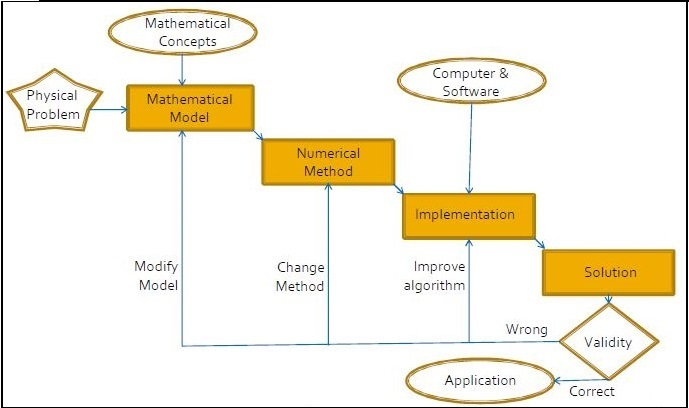 Mathematical
Concepts
Computer &
Software
Physical
Problem
Mathematical
Model
Numerical
Method
Implementation
Solution
Modify
Model
Change
Method
Improve
algorithm
Wrong
Validity
Application
Correct